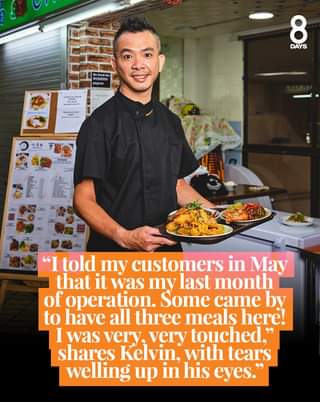 8
DAYS
“I told my customers in May
that it was my last month
of operation. Some came by
to have all three meals here!
I was very, very touched,”
shares Kelvin, with tears
welling up in his eyes.”